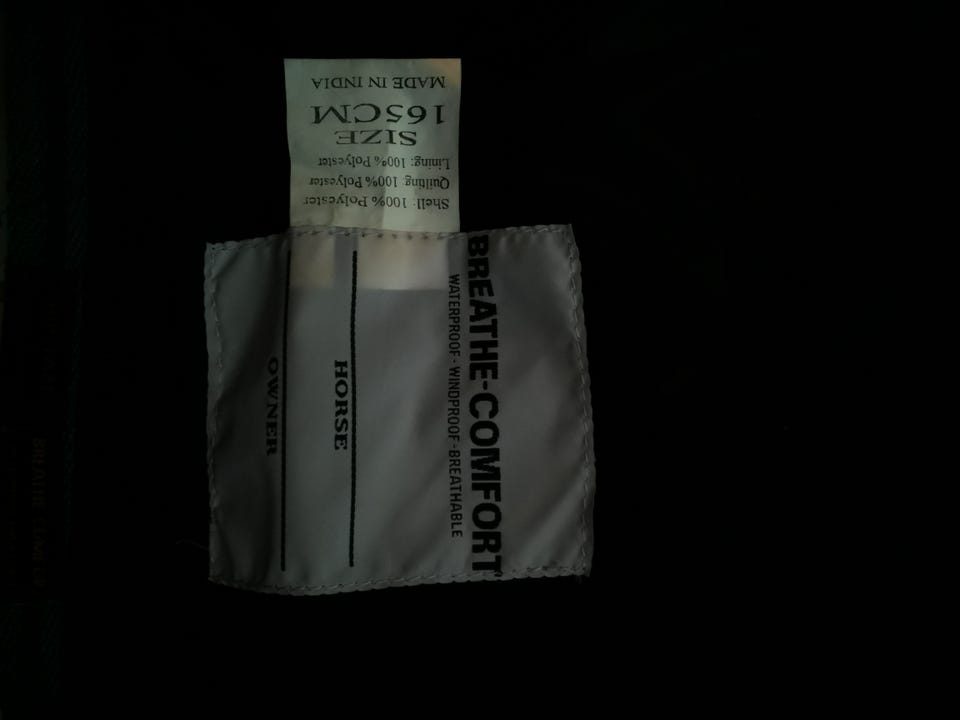 Shell: 100% Polyester
Quilting: 100% Polyester
Lining: 100% Polyester
SIZE
165CM
MADE IN INDIA
BREATHE-COMFORT
WATERPROOF - WINDPROOF - BREATHABLE
HORSE
OWNER